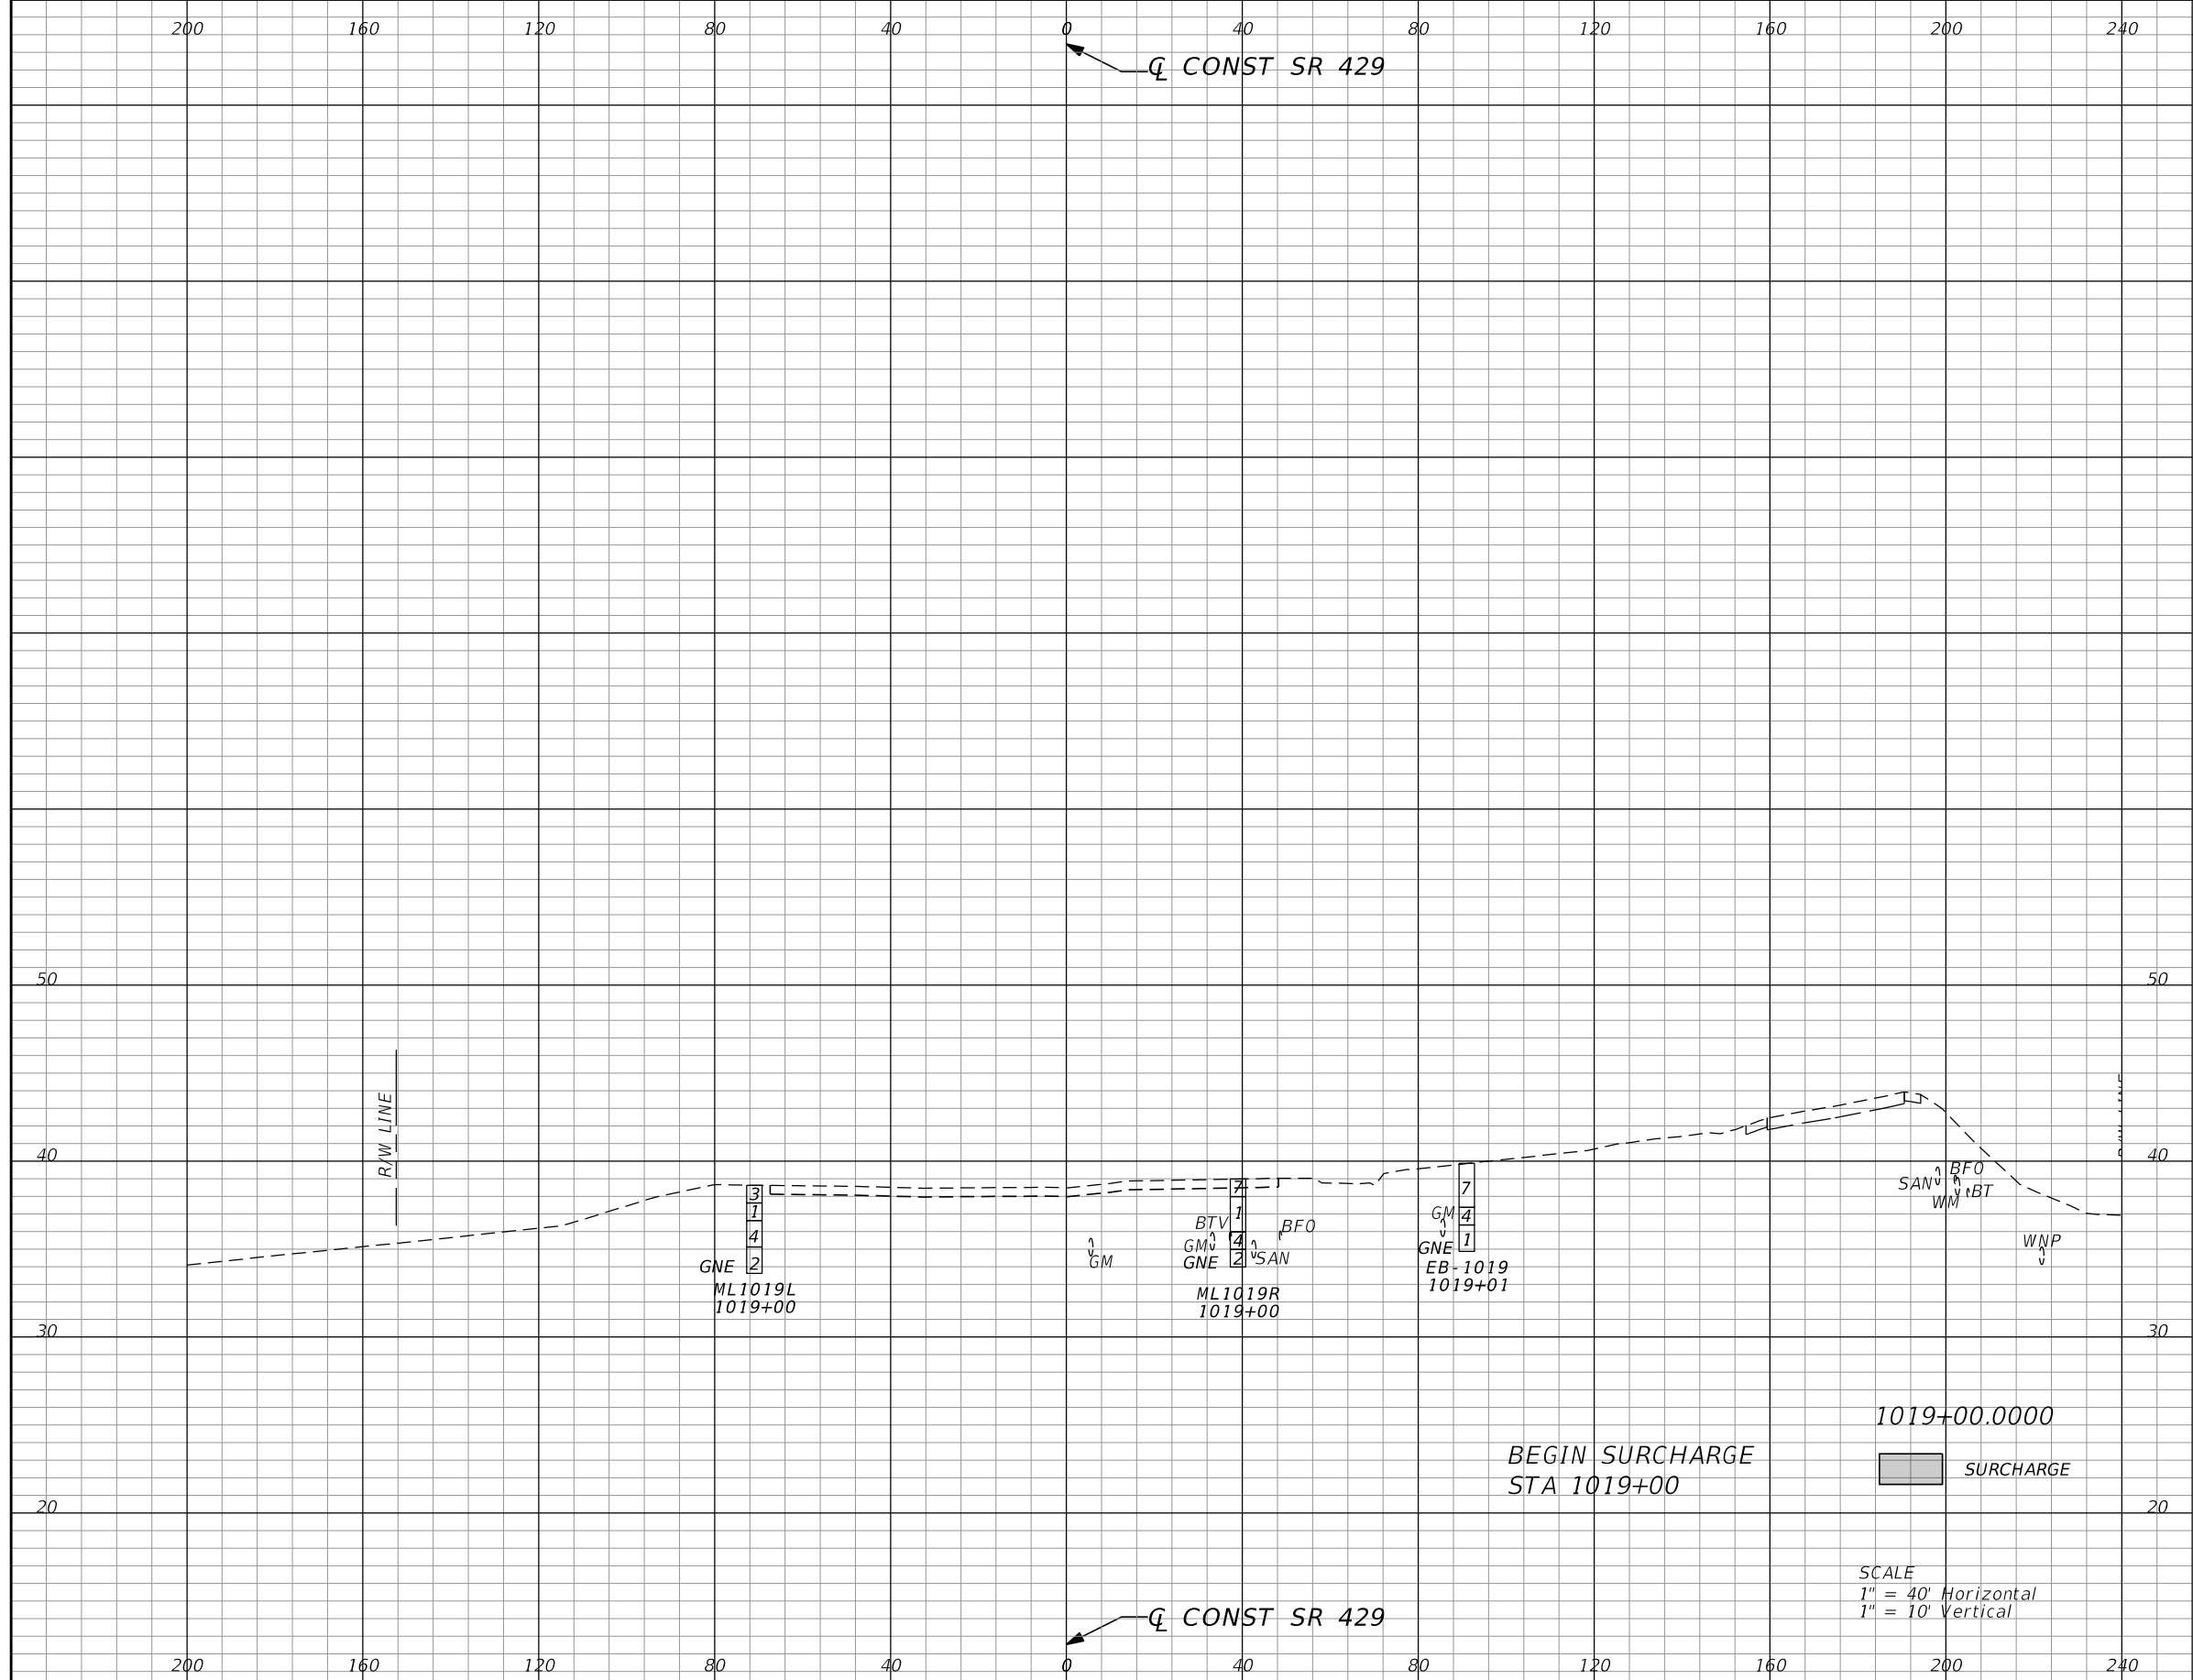 200 160 120 80 40 0 40 80 120 160 200 240
℄ CONST SR 429
50 50
R/W LINE
40 40
BFO
SAN
BT
WM
3
1
4
2
GNE
ML1019L
1019+00
GM
7
1
4
2
BTV
GM
GNE
BFO
SAN
ML1019R
1019+00
7
4
1
GM
GNE
EB-1019
1019+01
WNP
30 30
1019+00.0000
BEGIN SURCHARGE
STA 1019+00
SURCHARGE
20 20
SCALE
1" = 40' Horizontal
1" = 10' Vertical
℄ CONST SR 429
200 160 120 80 40 0 40 80 120 160 200 240